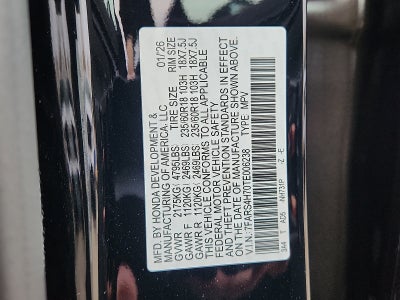 MFD. BY HONDA DEVELOPMENT & 01/26
MANUFACTURING OF AMERICA, LLC
TIRE SIZE RIM SIZE
GVWR 2175KG( 4795LBS)
GAWR F 1120KG( 2469LBS) 235/60R18 103H 18X7.5J
GAWR R 1120KG( 2469LBS) 235/60R18 103H 18X7.5J
THIS VEHICLE CONFORMS TO ALL APPLICABLE
FEDERAL MOTOR VEHICLE SAFETY
AND THEFT PREVENTION STANDARDS IN EFFECT
ON THE DATE OF MANUFACTURE SHOWN ABOVE.
V.I.N.: 7FARS4H70TE006238 TYPE: MPV
3A4 T A05 NH731P -Z -E